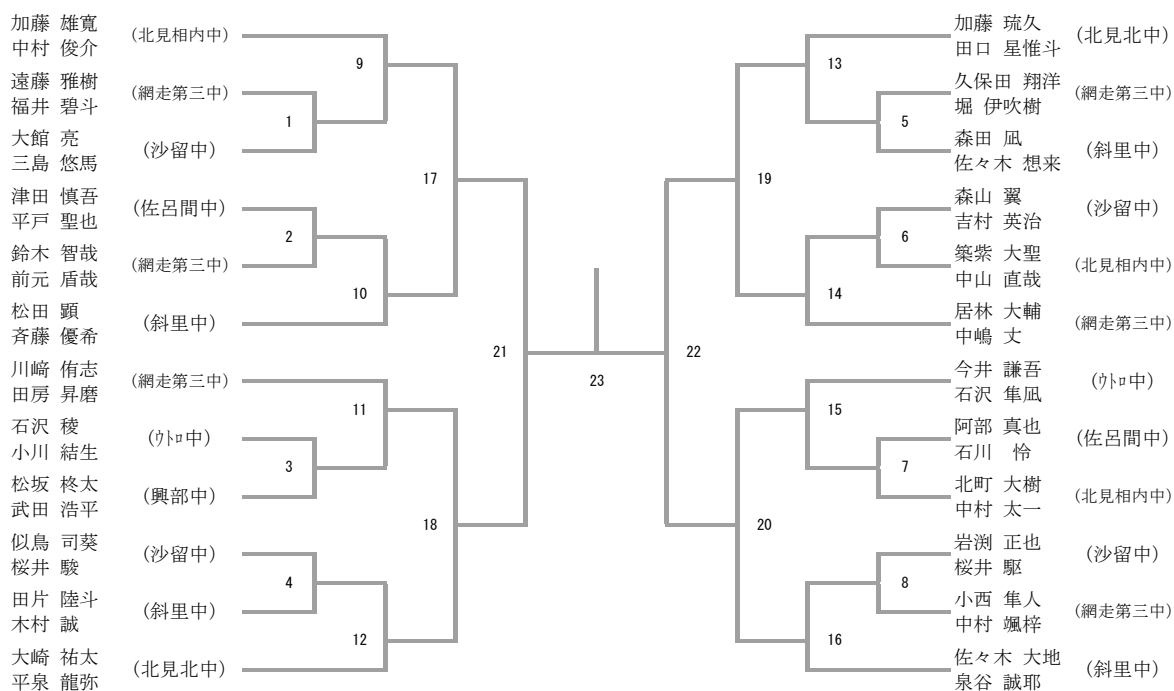 加藤 雄寛
中村 俊介
(北見相内中)
遠藤 雅樹
福井 碧斗
(網走第三中)
大館 亮
三島 悠馬
(沙留中)
津田 慎吾
平戸 聖也
(佐呂間中)
鈴木 智哉
前元 盾哉
(網走第三中)
松田 顕
斉藤 優希
(斜里中)
川﨑 侑志
田房 昇磨
(網走第三中)
石沢 稜
小川 結生
(ｳﾄﾛ中)
松坂 柊太
武田 浩平
(興部中)
似鳥 司葵
桜井 駿
(沙留中)
田片 陸斗
木村 誠
(斜里中)
大崎 祐太
平泉 龍弥
(北見北中)
9
1
17
2
10
21
11
3
18
4
12
23
22
13
5
19
6
14
15
7
20
8
16
加藤 琉久
田口 星惟斗
(北見北中)
久保田 翔洋
堀 伊吹樹
(網走第三中)
森田 凪
佐々木 想来
(斜里中)
森山 翼
吉村 英治
(沙留中)
築紫 大聖
中山 直哉
(北見相内中)
居林 大輔
中嶋 丈
(網走第三中)
今井 謙吾
石沢 隼凪
(ｳﾄﾛ中)
阿部 真也
石川 怜
(佐呂間中)
北町 大樹
中村 太一
(北見相内中)
岩渕 正也
桜井 駆
(沙留中)
小西 隼人
中村 颯梓
(網走第三中)
佐々木 大地
泉谷 誠耶
(斜里中)